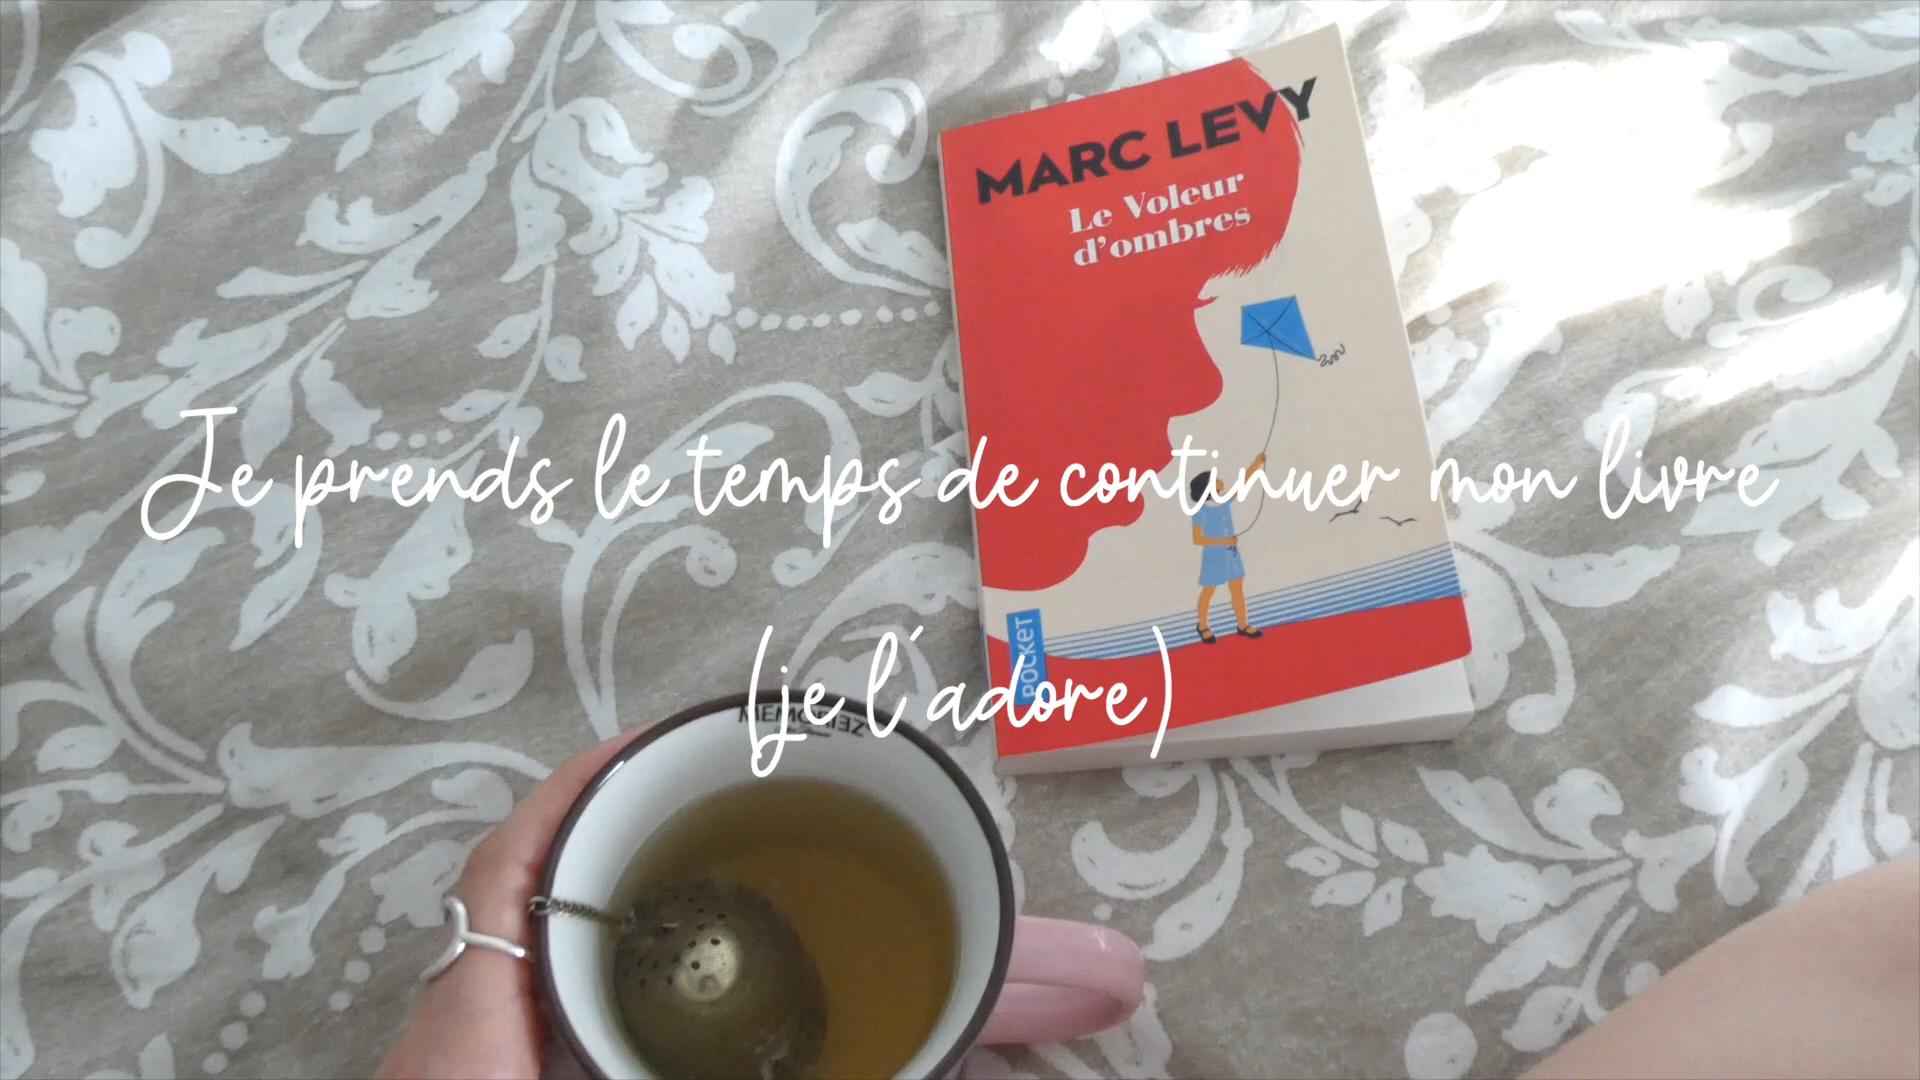 MARC LEVY
Le Voleur
d'ombres
Je prends le temps de continuer mon livre
(je l'adore)
POCKET